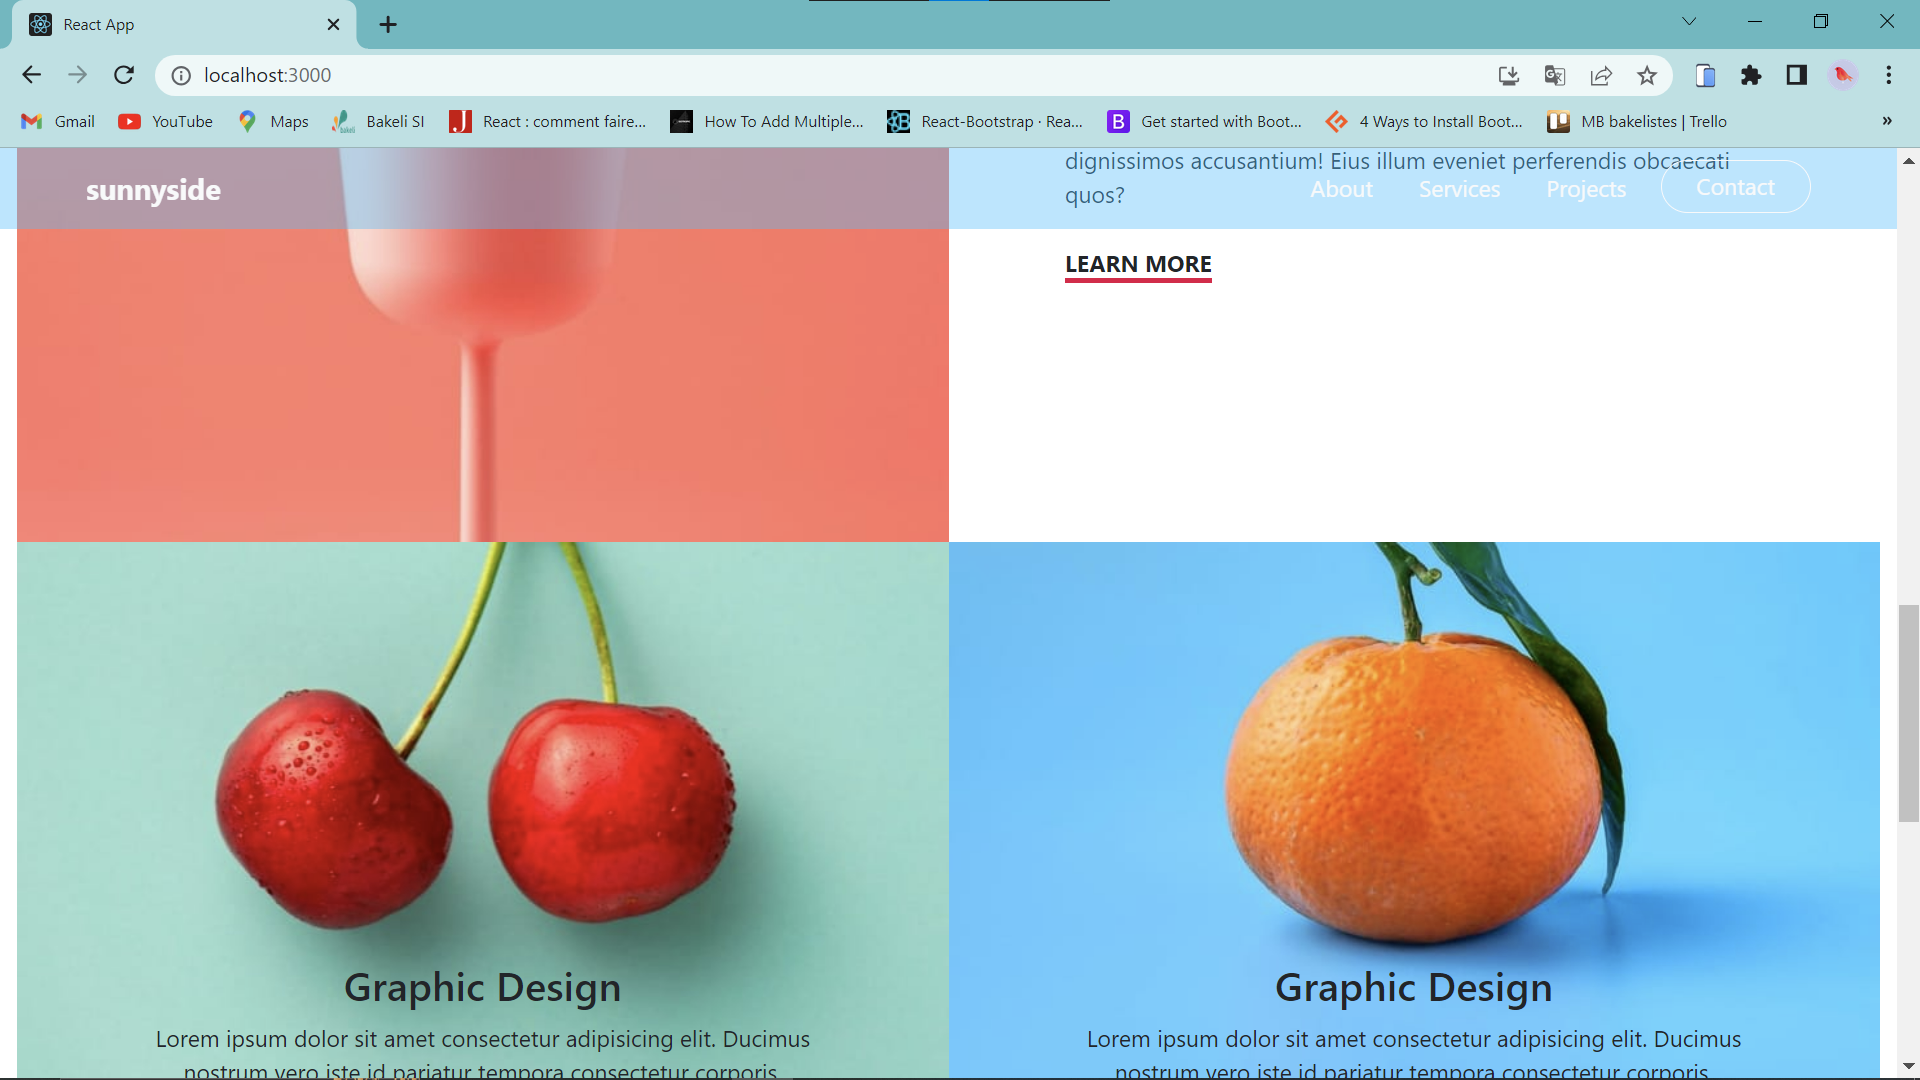 React App
localhost:3000
Gmail
YouTube
Maps
Bakeli SI
React : comment faire...
How To Add Multiple...
React-Bootstrap · Rea...
Get started with Boot...
4 Ways to Install Boot...
MB bakelistes | Trello
»
dignissimos accusantium! Eius illum eveniet perferendis obcaecati
quos?
sunnyside
About
Services
Projects
Contact
LEARN MORE
Graphic Design
Lorem ipsum dolor sit amet consectetur adipisicing elit. Ducimus
nostrum vero iste id pariatur tempora consectetur corporis
Graphic Design
Lorem ipsum dolor sit amet consectetur adipisicing elit. Ducimus
nostrum vero iste id pariatur tempora consectetur corporis